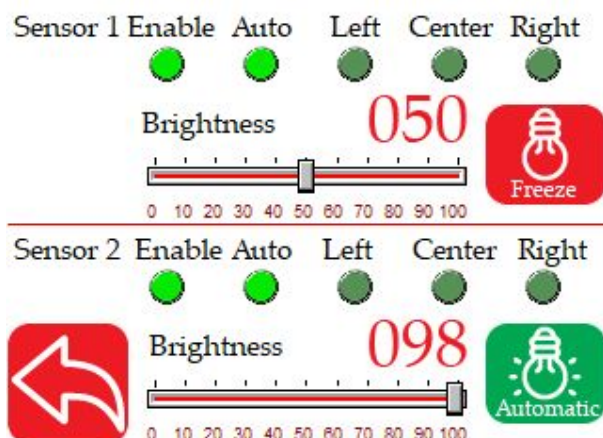 Sensor 1 Enable Auto Left Center Right
Brightness 050
Freeze
0 10 20 30 40 50 60 70 80 90 100
Sensor 2 Enable Auto Left Center Right
Brightness 098
Automatic
0 10 20 30 40 50 60 70 80 90 100